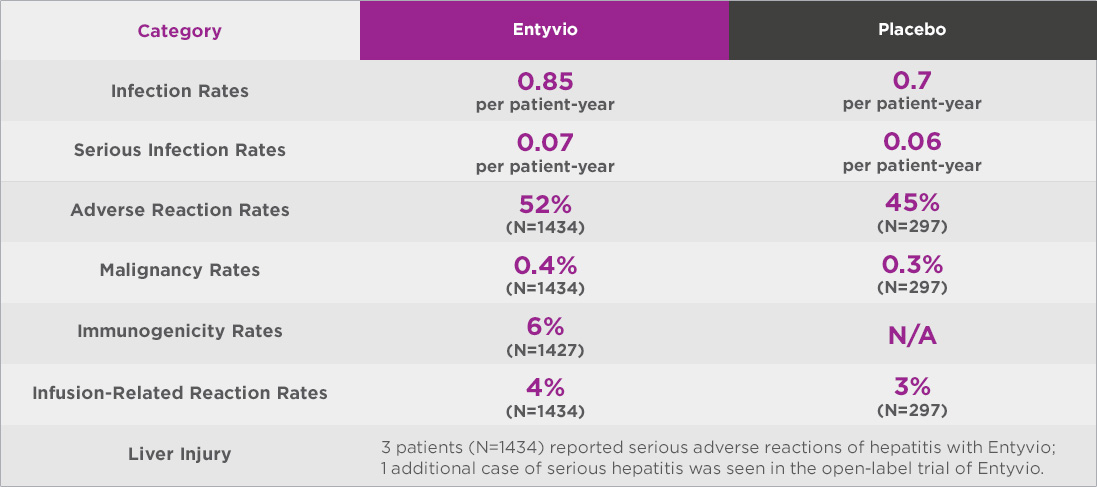 Category Entyvio Placebo
Infection Rates
0.85
per patient-year
0.7
per patient-year
Serious Infection Rates
0.07
per patient-year
0.06
per patient-year
Adverse Reaction Rates
52%
(N=1434)
45%
(N=297)
Malignancy Rates
0.4%
(N=1434)
0.3%
(N=297)
Immunogenicity Rates
6%
(N=1427)
N/A
Infusion-Related Reaction Rates
4%
(N=1434)
3%
(N=297)
Liver Injury
3 patients (N=1434) reported serious adverse reactions of hepatitis with Entyvio;
1 additional case of serious hepatitis was seen in the open-label trial of Entyvio.